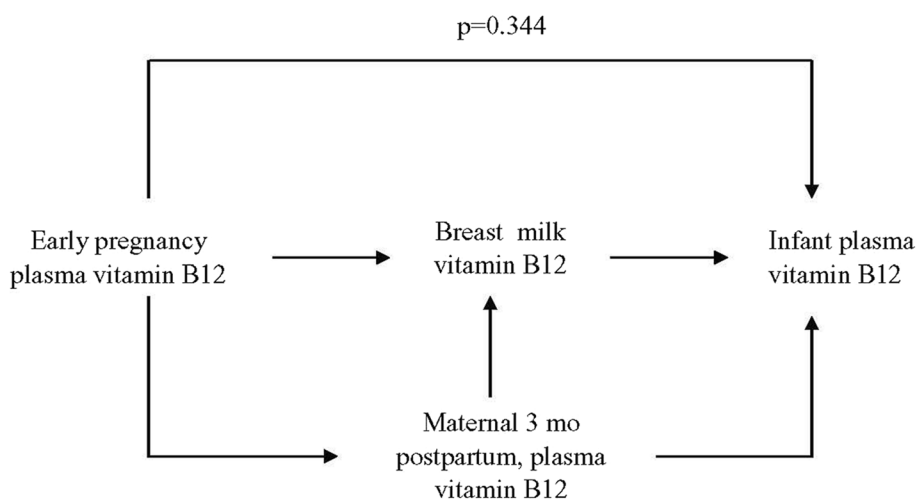 p=0.344
Early pregnancy
plasma vitamin B12
Breast milk
vitamin B12
Infant plasma
vitamin B12
Maternal 3 mo
postpartum, plasma
vitamin B12